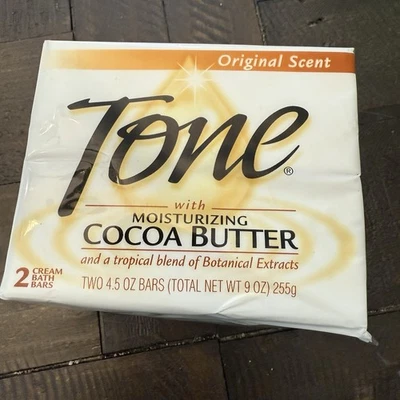 Original Scent
Tone®
with
MOISTURIZING
COCOA BUTTER
and a tropical blend of Botanical Extracts
2 CREAM
BATH
BARS
TWO 4.5 OZ BARS (TOTAL NET WT 9 OZ) 255g